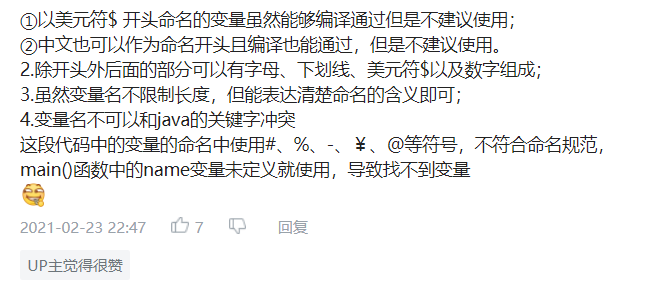 ①以美元符$ 开头命名的变量虽然能够编译通过但是不建议使用；
②中文也可以作为命名开头且编译也能通过，但是不建议使用。
2.除开头外后面的部分可以有字母、下划线、美元符$以及数字组成；
3.虽然变量名不限制长度，但能表达清楚命名的含义即可；
4.变量名不可以和java的关键字冲突
这段代码中的变量的命名中使用#、%、-、￥、@等符号，不符合命名规范，
main()函数中的name变量未定义就使用，导致找不到变量
2021-02-23 22:47 7 回复
UP主觉得很赞